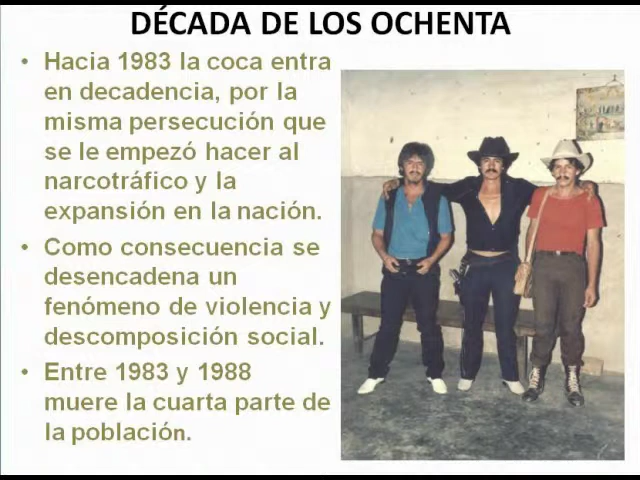 DÉCADA DE LOS OCHENTA
• Hacia 1983 la coca entra
en decadencia, por la
misma persecución que
se le empezó hacer al
narcotráfico y la
expansión en la nación.
• Como consecuencia se
desencadena un
fenómeno de violencia y
descomposición social.
• Entre 1983 y 1988
muere la cuarta parte de
la población.